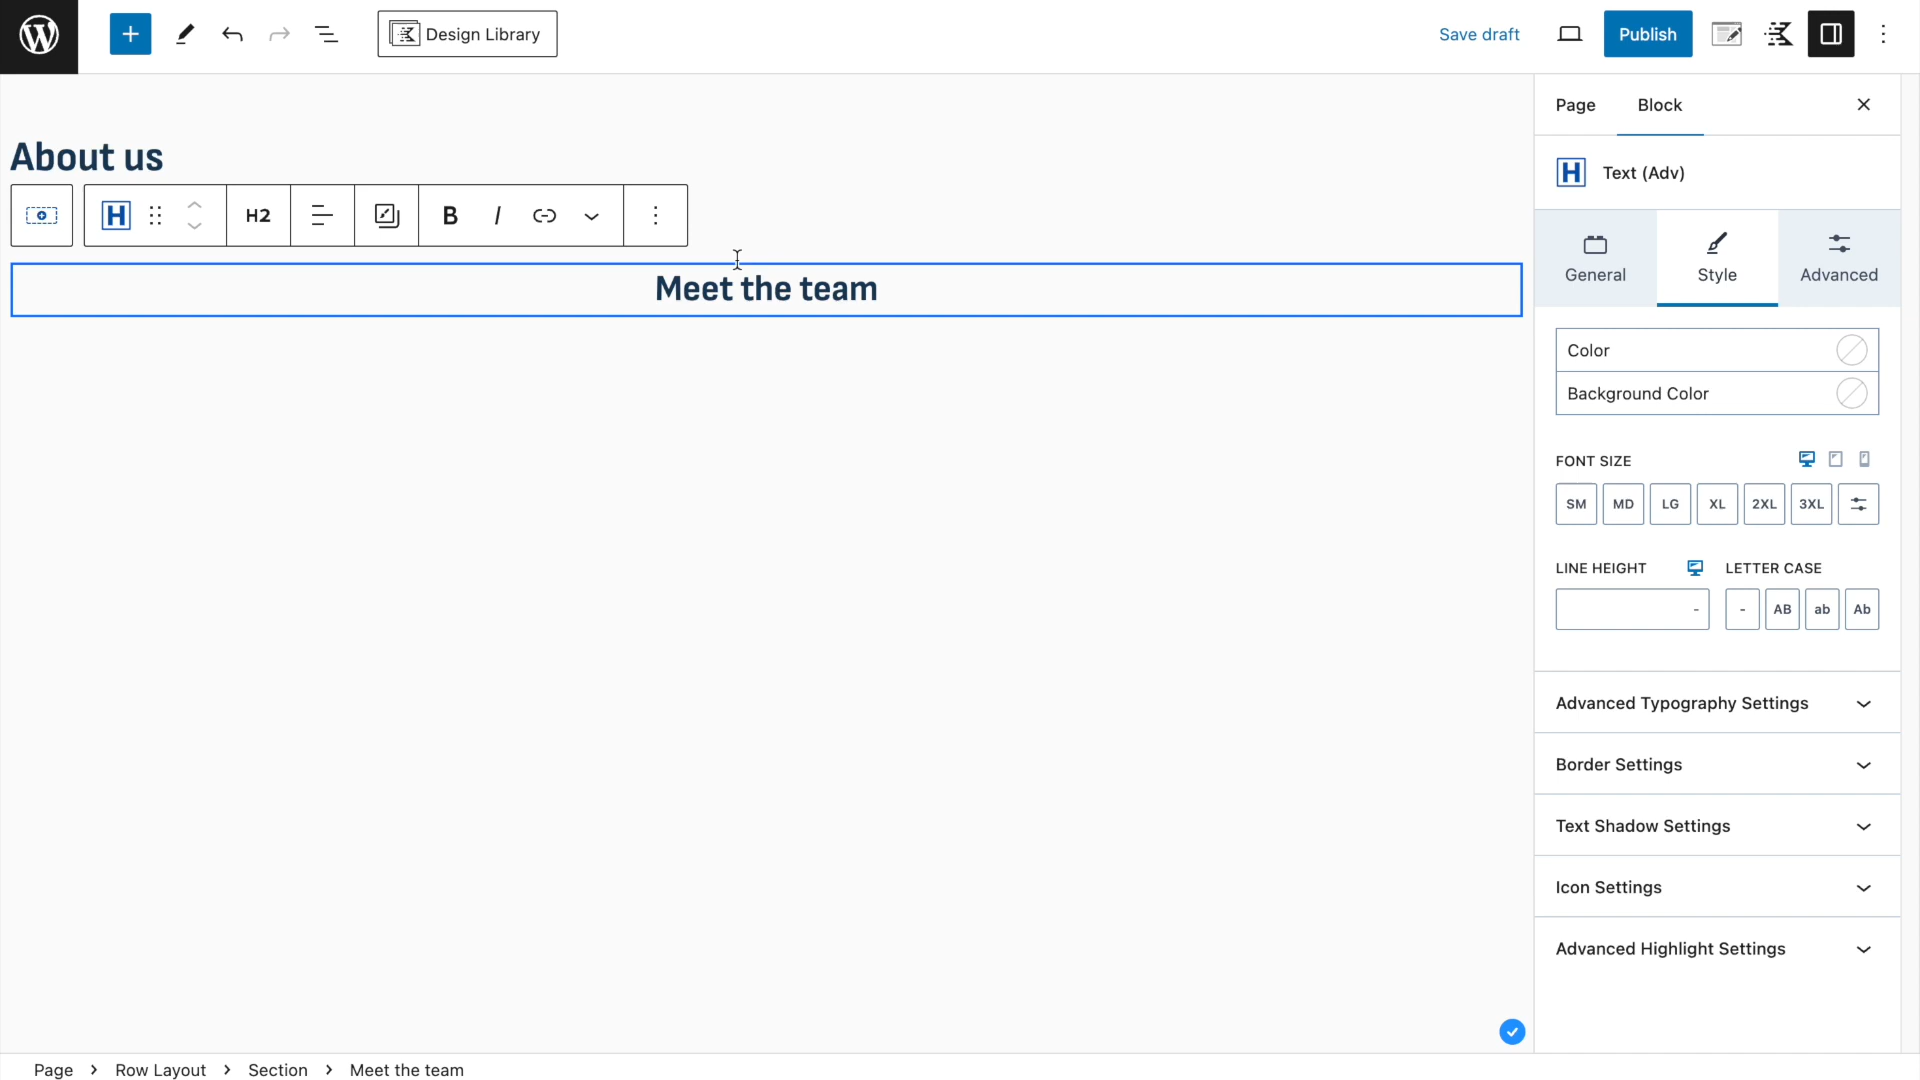 Design Library
Save draft
Publish
About us
H H2 B I
Meet the team
Page Block
H Text (Adv)
General Style Advanced
Color
Background Color
FONT SIZE
SM MD LG XL 2XL 3XL
LINE HEIGHT LETTER CASE
- - AB ab Ab
Advanced Typography Settings
Border Settings
Text Shadow Settings
Icon Settings
Advanced Highlight Settings
Page > Row Layout > Section > Meet the team